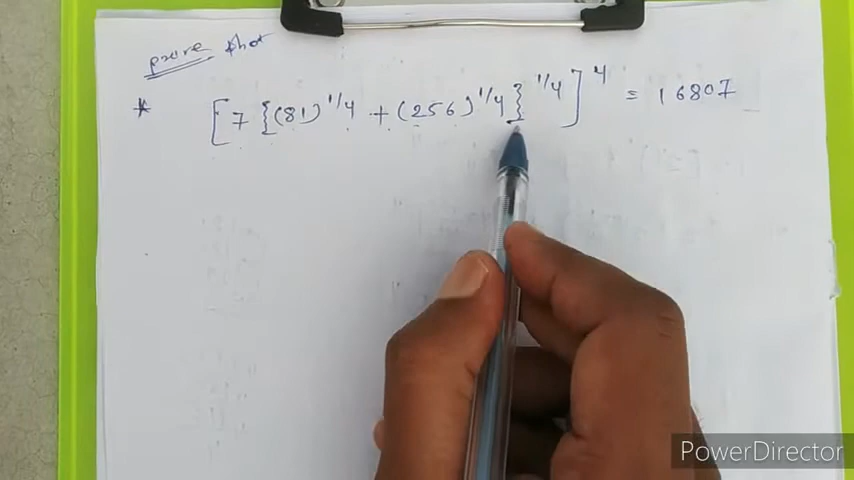 prove that
* [7{(81)^1/4 + (256)^1/4}^1/4]^4 = 16807
PowerDirector